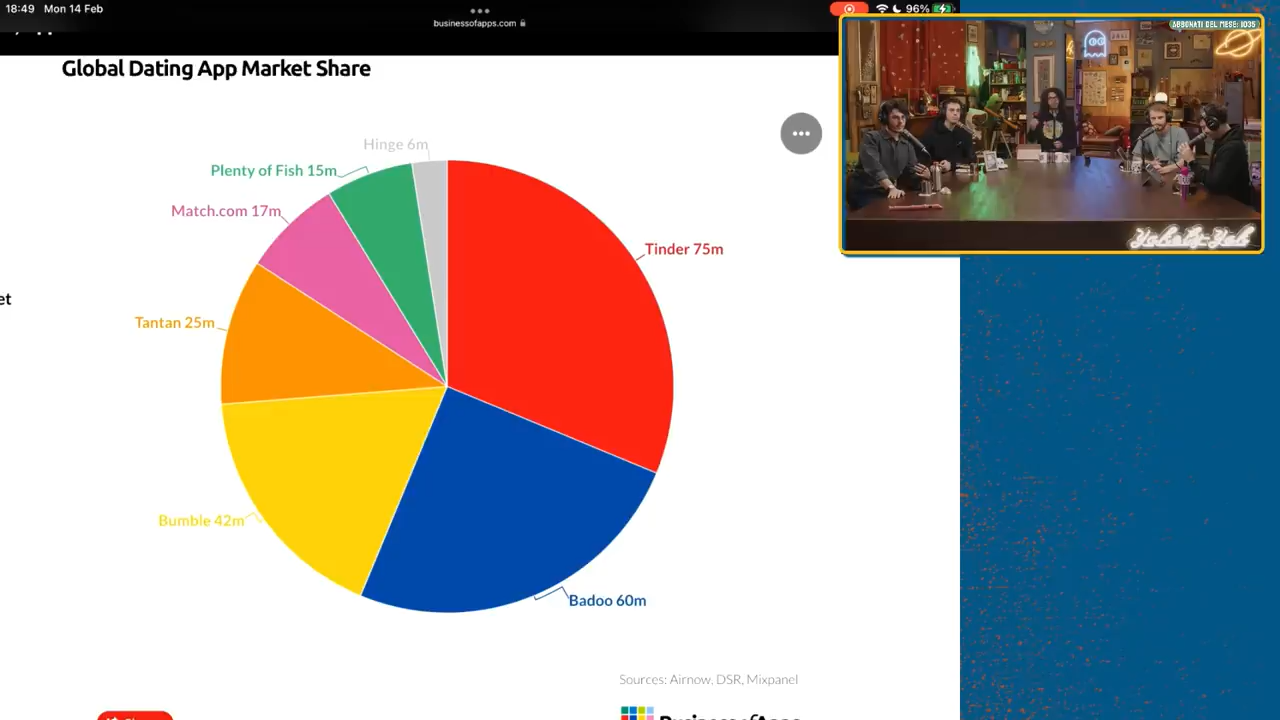 18:49 Mon 14 Feb
businessofapps.com
96%
ABBONATI DEL MESE: 1035
Global Dating App Market Share
Hinge 6m
Plenty of Fish 15m
Match.com 17m
Tinder 75m
et
Tantan 25m
Bumble 42m
Badoo 60m
Sources: Airnow, DSR, Mixpanel
BusinessofApps